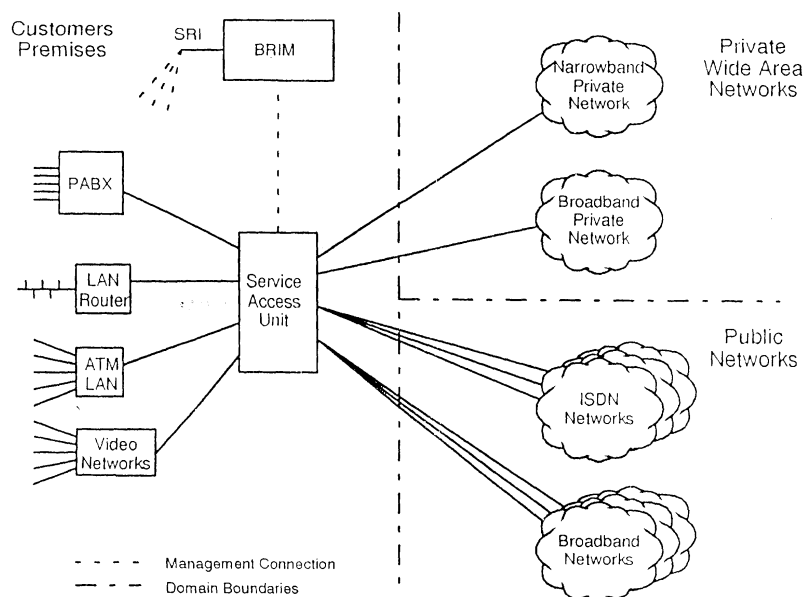 Customers
Premises
SRI
BRIM
Narrowband
Private
Network
Private
Wide Area
Networks
PABX
Broadband
Private
Network
LAN
Router
Service
Access
Unit
Public
Networks
ATM
LAN
ISDN
Networks
Video
Networks
Broadband
Networks
Management Connection
Domain Boundaries